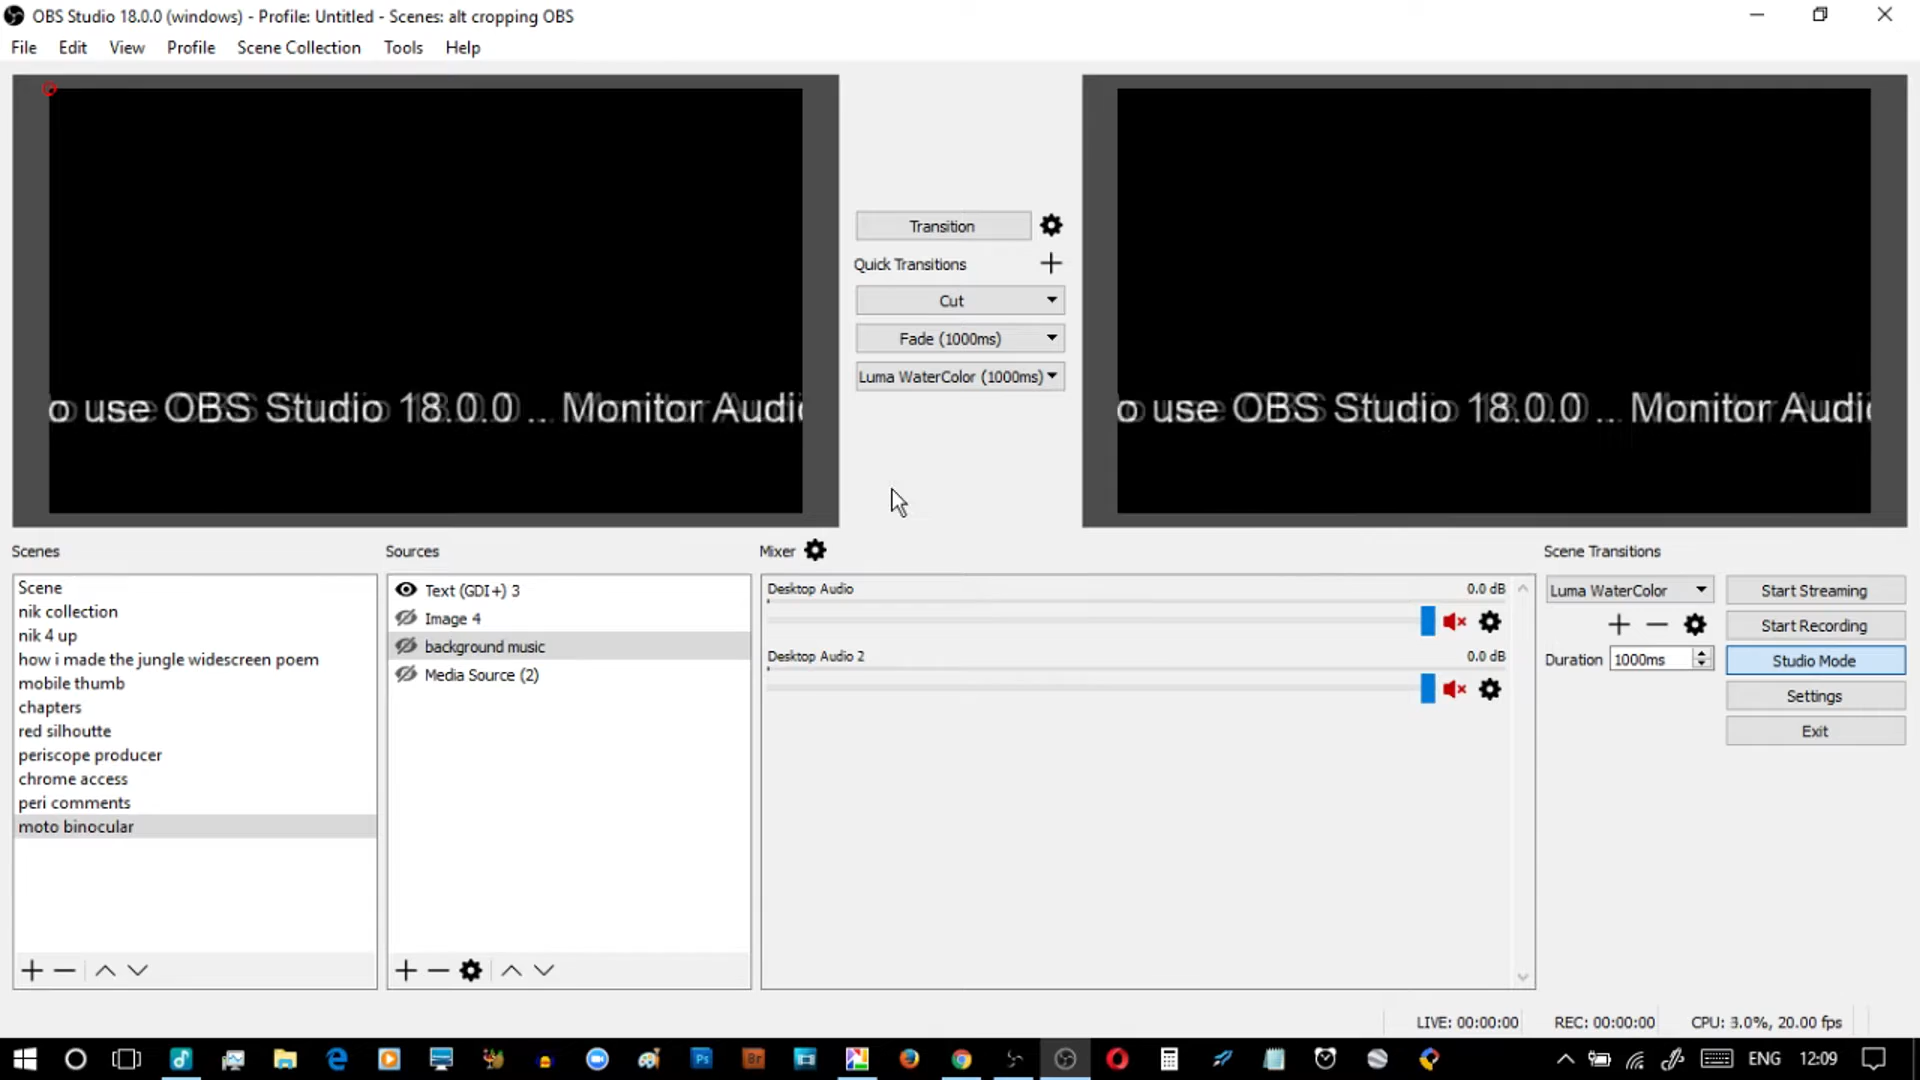 OBS Studio 18.0.0 (windows) - Profile: Untitled - Scenes: alt cropping OBS
File Edit View Profile Scene Collection Tools Help
o use OBS Studio 18.0.0 ... Monitor Audio
Transition
Quick Transitions
Cut
Fade (1000ms)
Luma WaterColor (1000ms)
o use OBS Studio 18.0.0 ... Monitor Audio
Scenes
Scene
nik collection
nik 4 up
how i made the jungle widescreen poem
mobile thumb
chapters
red silhoutte
periscope producer
chrome access
peri comments
moto binocular
Sources
Text (GDI+) 3
Image 4
background music
Media Source (2)
Mixer
Desktop Audio 0.0 dB
Desktop Audio 2 0.0 dB
Scene Transitions
Luma WaterColor
Duration 1000ms
Start Streaming
Start Recording
Studio Mode
Settings
Exit
LIVE: 00:00:00 REC: 00:00:00 CPU: 3.0%, 20.00 fps
Ps Br ENG 12:09